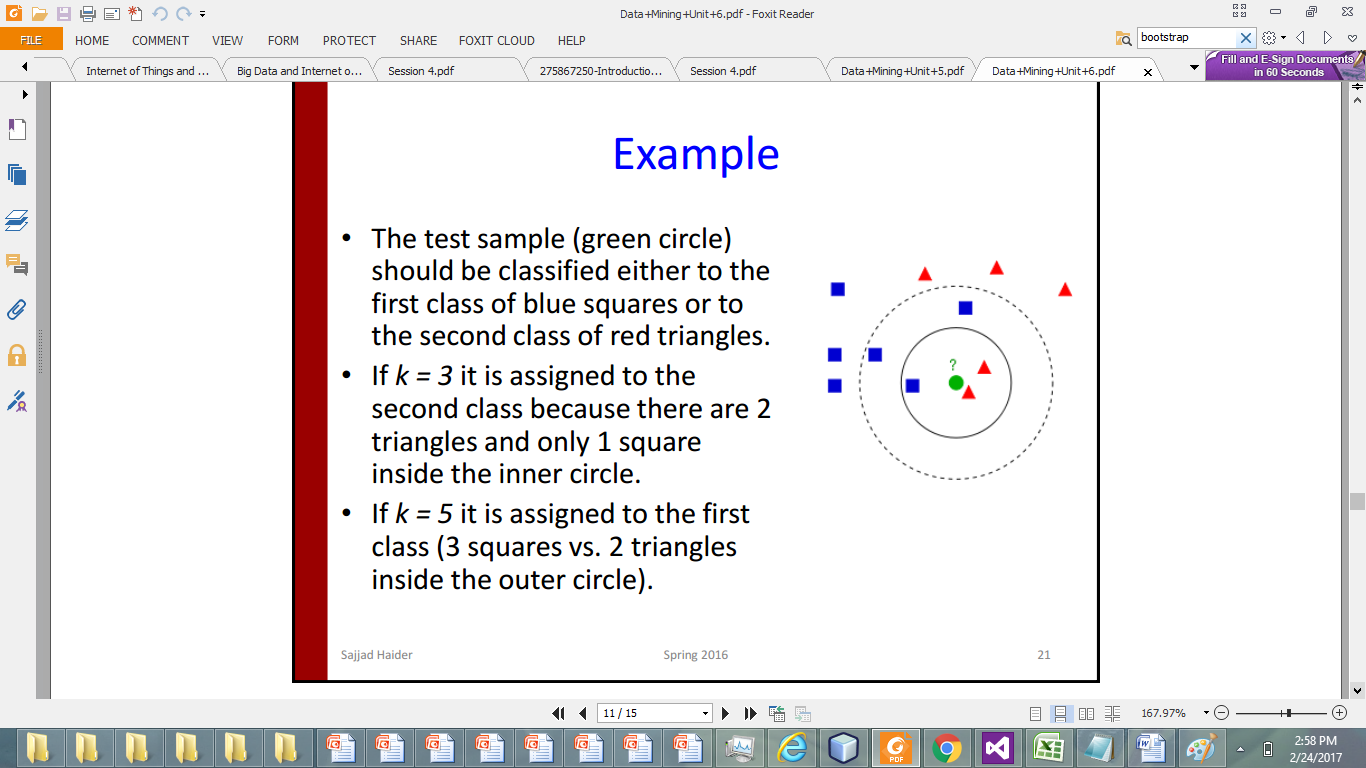 Data+Mining+Unit+6.pdf - Foxit Reader
FILE HOME COMMENT VIEW FORM PROTECT SHARE FOXIT CLOUD HELP
bootstrap
Internet of Things and ... Big Data and Internet o... Session 4.pdf 275867250-Introductio... Session 4.pdf Data+Mining+Unit+5.pdf Data+Mining+Unit+6.pdf
Fill and E-Sign Documents
in 60 Seconds
Example
• The test sample (green circle)
should be classified either to the
first class of blue squares or to
the second class of red triangles.
• If k = 3 it is assigned to the
second class because there are 2
triangles and only 1 square
inside the inner circle.
• If k = 5 it is assigned to the first
class (3 squares vs. 2 triangles
inside the outer circle).
?
Sajjad Haider Spring 2016 21
11 / 15
167.97%
PDF
2:58 PM
2/24/2017